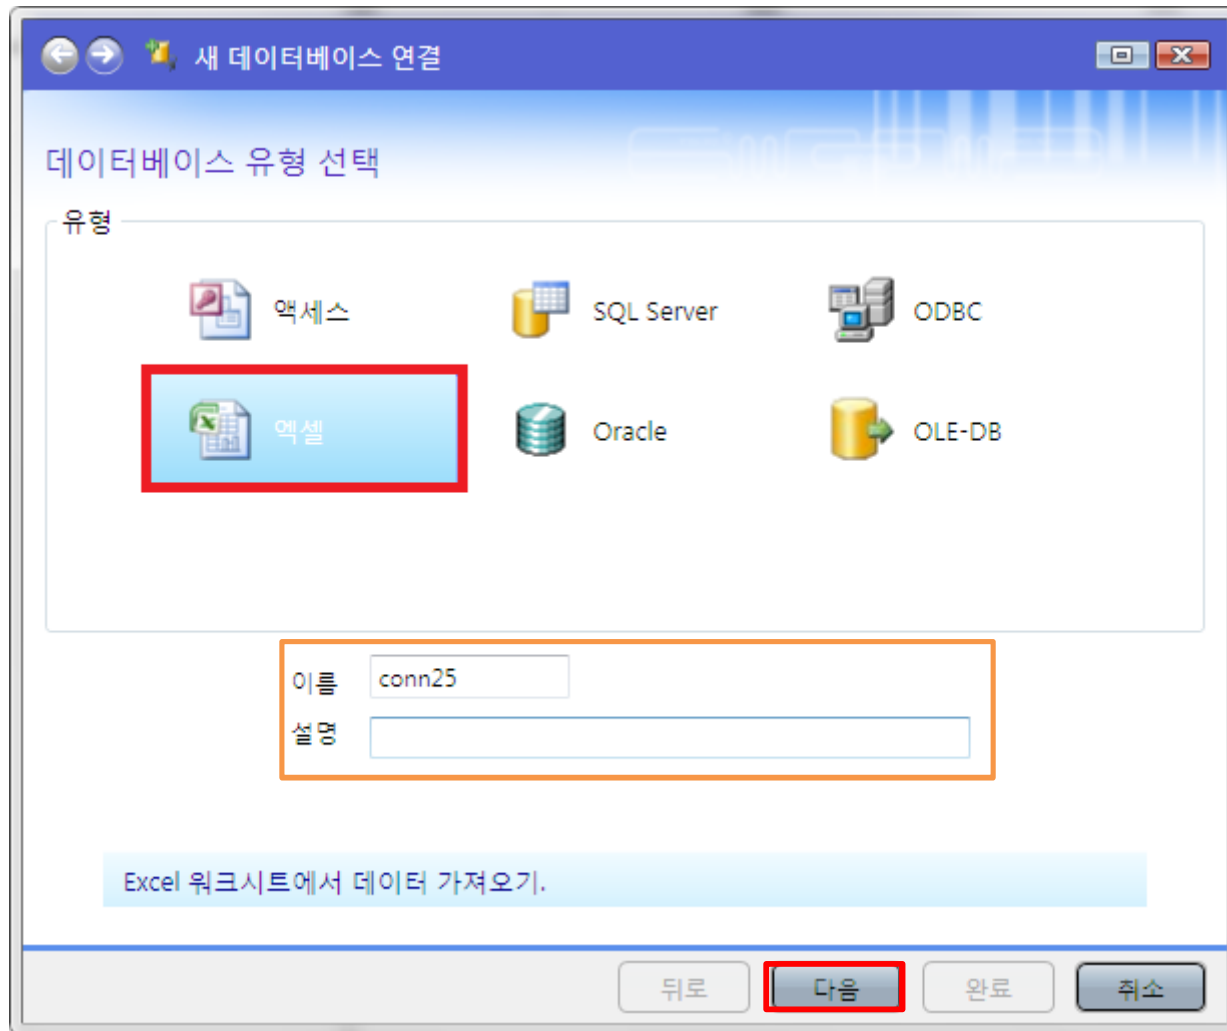 새 데이터베이스 연결
데이터베이스 유형 선택
유형
액세스
SQL Server
ODBC
엑셀
Oracle
OLE-DB
이름 conn25
설명
Excel 워크시트에서 데이터 가져오기.
뒤로 다음 완료 취소